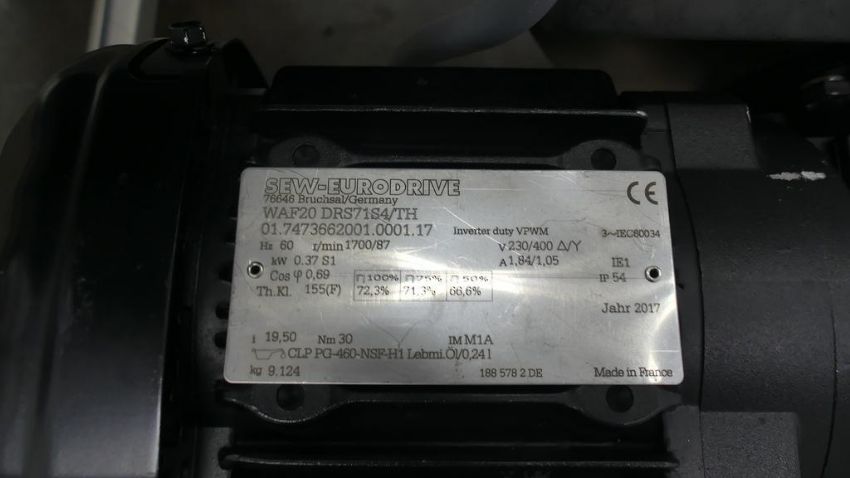 SEW-EURODRIVE
76646 Bruchsal/Germany
WAF20 DRS71S4/TH
01.7473662001.0001.17 Inverter duty VPWM 3~IEC60034
Hz 60 r/min 1700/87 V 230/400 Δ/Y
kW 0.37 S1 A 1,84/1,05 IE1
Cos φ 0,69 η 100% η 75% η 50% IP 54
Th.Kl. 155(F) 72,3% 71.3% 66,6%
Jahr 2017
i 19,50 Nm 30 IM M1A
CLP PG-460-NSF-H1 Lebmi.Öl/0,24 l
kg 9.124 188 578 2 DE Made in France
CE